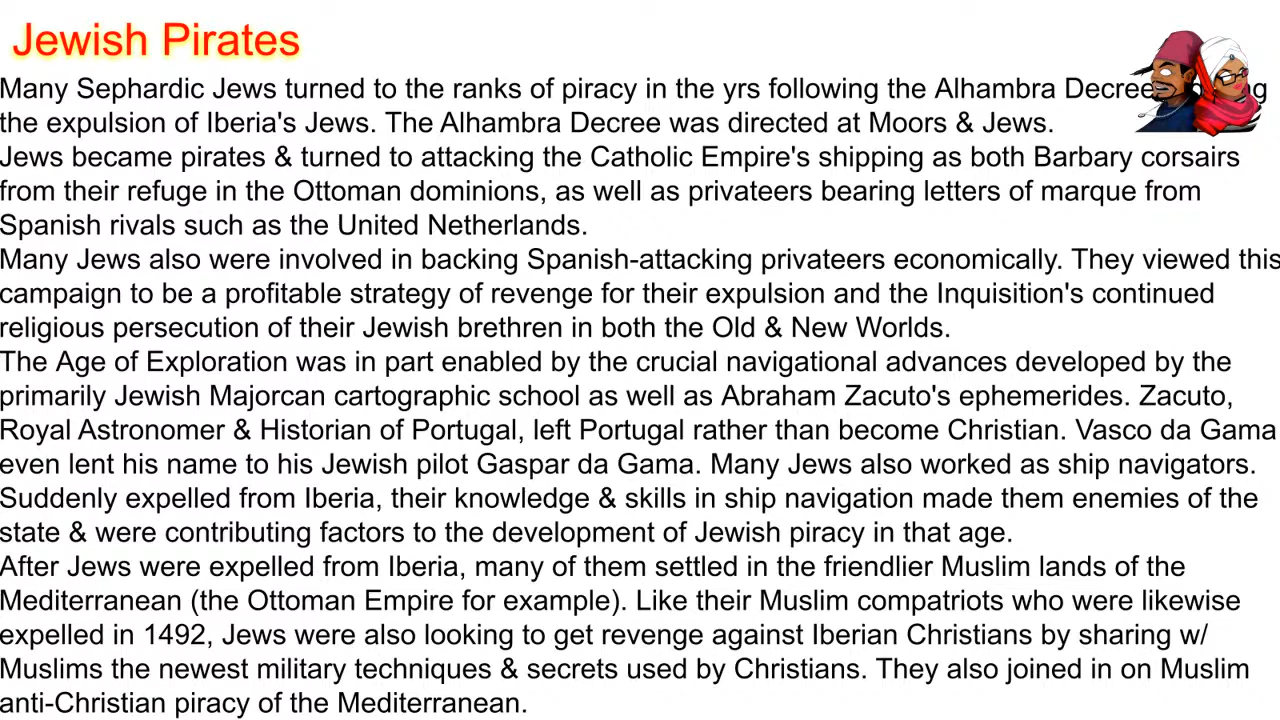 Jewish Pirates
Many Sephardic Jews turned to the ranks of piracy in the yrs following the Alhambra Decree
the expulsion of Iberia's Jews. The Alhambra Decree was directed at Moors & Jews.
Jews became pirates & turned to attacking the Catholic Empire's shipping as both Barbary corsairs
from their refuge in the Ottoman dominions, as well as privateers bearing letters of marque from
Spanish rivals such as the United Netherlands.
Many Jews also were involved in backing Spanish-attacking privateers economically. They viewed this
campaign to be a profitable strategy of revenge for their expulsion and the Inquisition's continued
religious persecution of their Jewish brethren in both the Old & New Worlds.
The Age of Exploration was in part enabled by the crucial navigational advances developed by the
primarily Jewish Majorcan cartographic school as well as Abraham Zacuto's ephemerides. Zacuto,
Royal Astronomer & Historian of Portugal, left Portugal rather than become Christian. Vasco da Gama
even lent his name to his Jewish pilot Gaspar da Gama. Many Jews also worked as ship navigators.
Suddenly expelled from Iberia, their knowledge & skills in ship navigation made them enemies of the
state & were contributing factors to the development of Jewish piracy in that age.
After Jews were expelled from Iberia, many of them settled in the friendlier Muslim lands of the
Mediterranean (the Ottoman Empire for example). Like their Muslim compatriots who were likewise
expelled in 1492, Jews were also looking to get revenge against Iberian Christians by sharing w/
Muslims the newest military techniques & secrets used by Christians. They also joined in on Muslim
anti-Christian piracy of the Mediterranean.